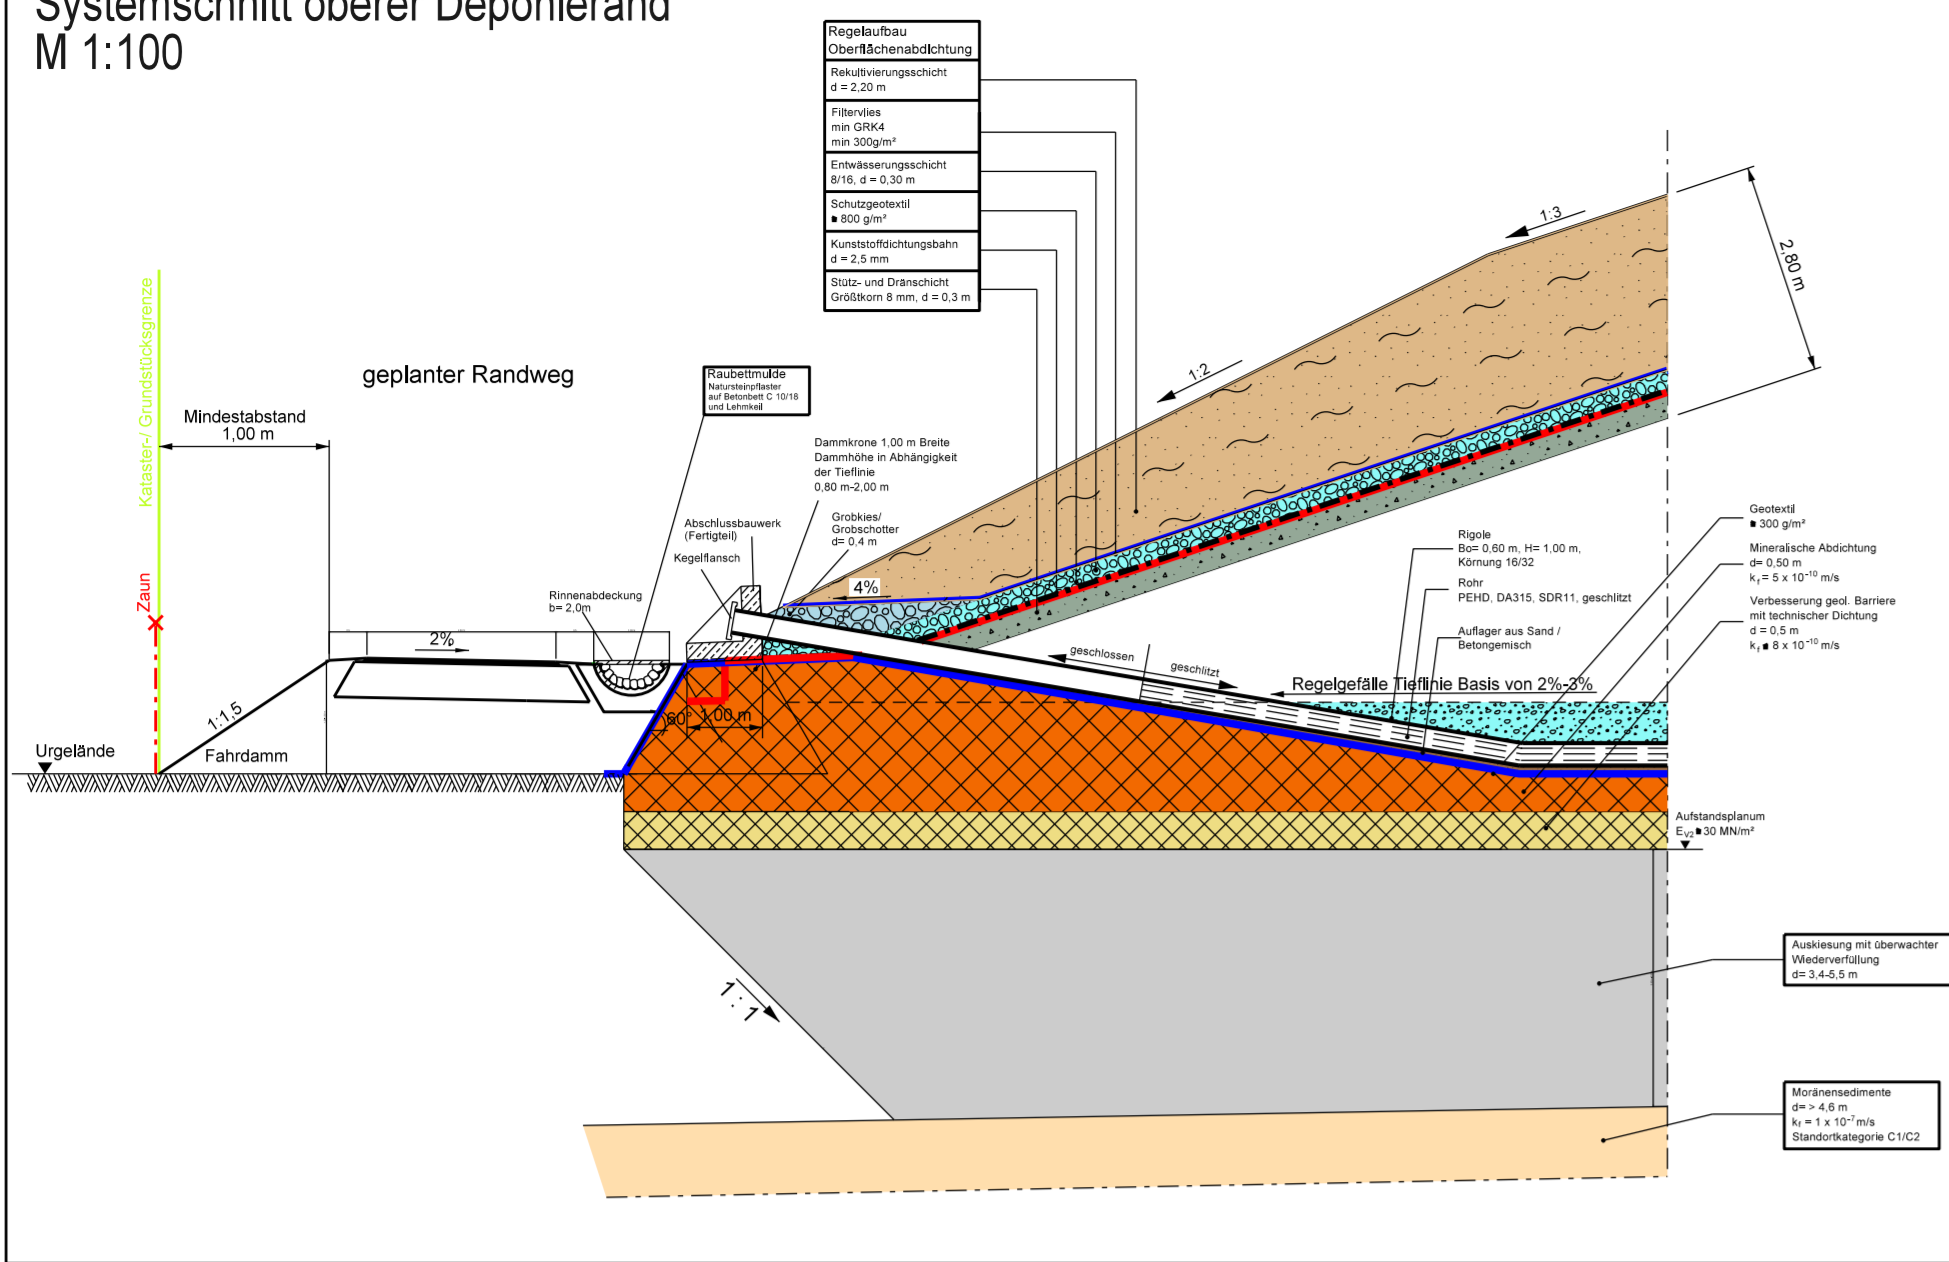 Systemschnitt oberer Deponierand
M 1:100
Regelaufbau
Oberflächenabdichtung
Rekultivierungsschicht
d = 2,20 m
Filtervlies
min GRK4
min 300g/m²
Entwässerungsschicht
8/16, d = 0,30 m
Schutzgeotextil
800 g/m²
Kunststoffdichtungsbahn
d = 2,5 mm
Stütz- und Dränschicht
Größtkorn 8 mm, d = 0,3 m
1:3
2,80 m
1:2
Kataster-/ Grundstücksgrenze
geplanter Randweg
Mindestabstand
1,00 m
Raubettmulde
Natursteinpflaster
auf Betonbett C 10/18
und Lehmkeil
Dammkrone 1,00 m Breite
Dammhöhe in Abhängigkeit
der Tieflinie
0,80 m-2,00 m
Grobkies/
Grobschotter
d= 0,4 m
Abschlussbauwerk
(Fertigteil)
Kegelflansch
Rinnenabdeckung
b= 2,0m
Zaun
4%
2%
Geotextil
300 g/m²
Mineralische Abdichtung
d= 0,50 m
kf = 5 x 10⁻¹⁰ m/s
Verbesserung geol. Barriere
mit technischer Dichtung
d = 0,5 m
kf 8 x 10⁻¹⁰ m/s
Rigole
Bo= 0,60 m, H= 1,00 m,
Körnung 16/32
Rohr
PEHD, DA315, SDR11, geschlitzt
Auflager aus Sand /
Betongemisch
geschlossen
geschlitzt
Regelgefälle Tieflinie Basis von 2%-3%
1:1,5
60°
1,00 m
Urgelände
Fahrdamm
Aufstandsplanum
EV2 30 MN/m²
1:1
Auskiesung mit überwachter
Wiederverfüllung
d= 3,4-5,5 m
Moränensedimente
d= > 4,6 m
kf = 1 x 10⁻⁷ m/s
Standortkategorie C1/C2